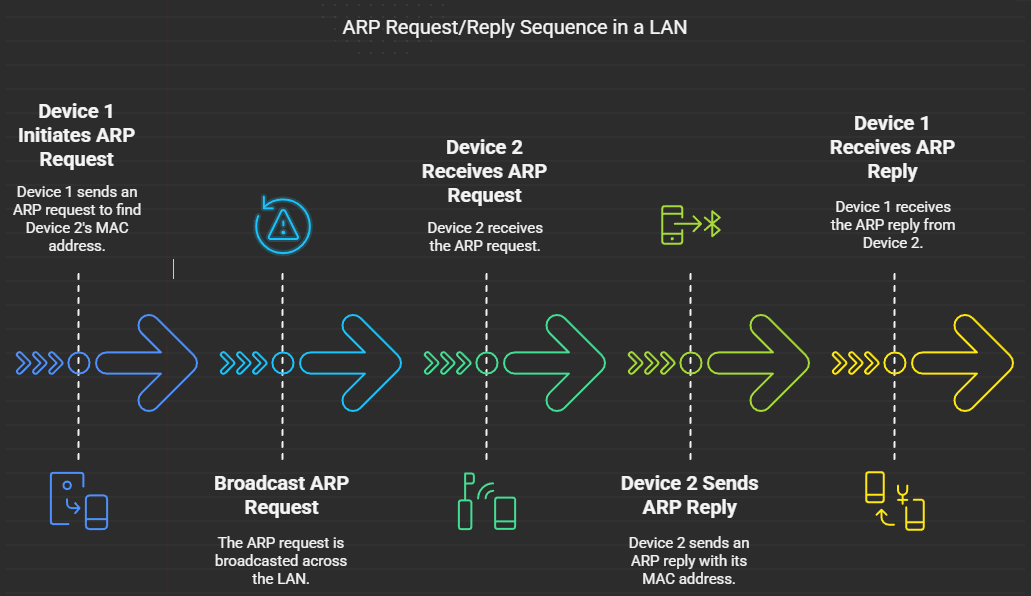 ARP Request/Reply Sequence in a LAN
Device 1
Initiates ARP
Request
Device 1 sends an
ARP request to find
Device 2's MAC
address.
Broadcast ARP
Request
The ARP request is
broadcasted across
the LAN.
Device 2
Receives ARP
Request
Device 2 receives
the ARP request.
Device 2 Sends
ARP Reply
Device 2 sends an
ARP reply with its
MAC address.
Device 1
Receives ARP
Reply
Device 1 receives
the ARP reply from
Device 2.